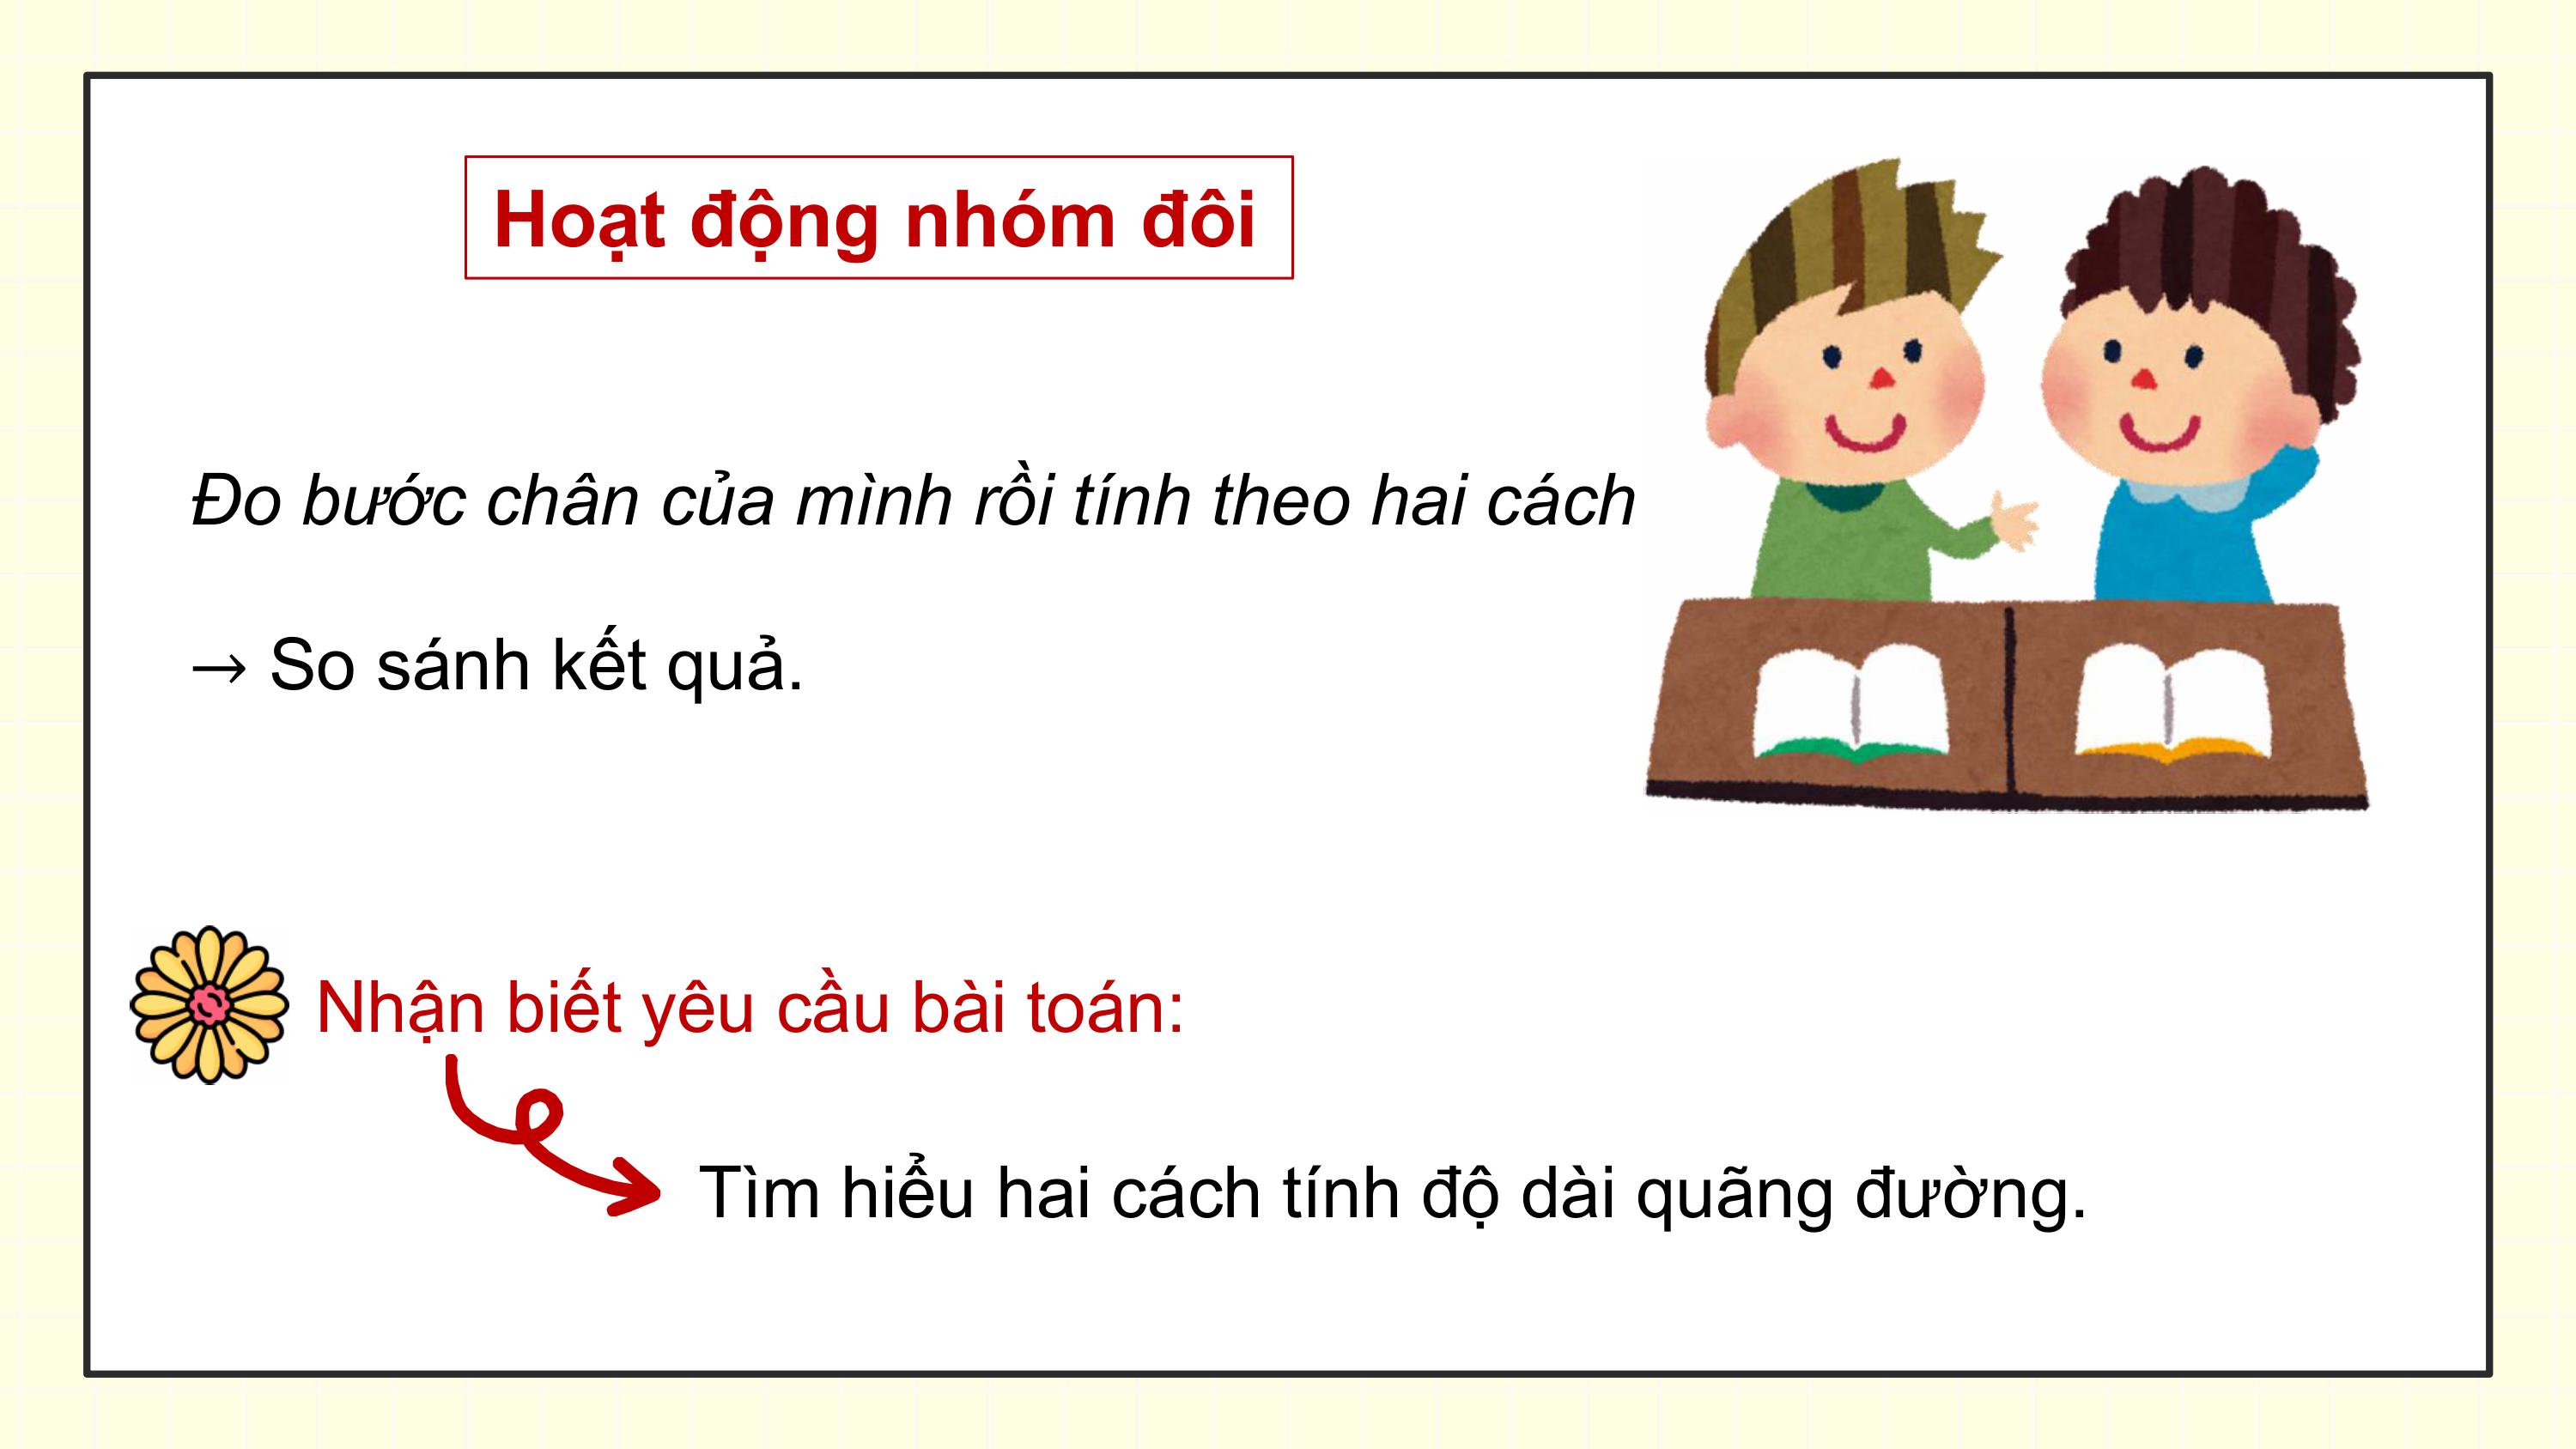 Hoạt động nhóm đôi
Đo bước chân của mình rồi tính theo hai cách
→ So sánh kết quả.
Nhận biết yêu cầu bài toán:
Tìm hiểu hai cách tính độ dài quãng đường.